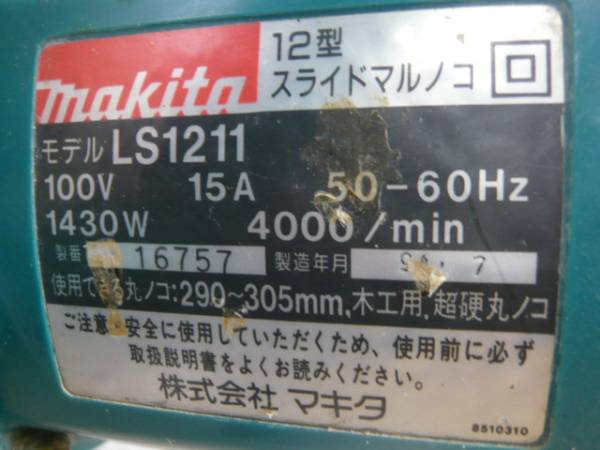 makita
12型
スライドマルノコ
モデル LS1211
100V 15A 50-60Hz
1430W 4000/min
製番 16757 製造年月
使用できる丸ノコ:290~305mm,木工用,超硬丸ノコ
ご注意・安全に使用していただくため、使用前に必ず
取扱説明書をよくお読みください。
株式会社 マキタ
8510310